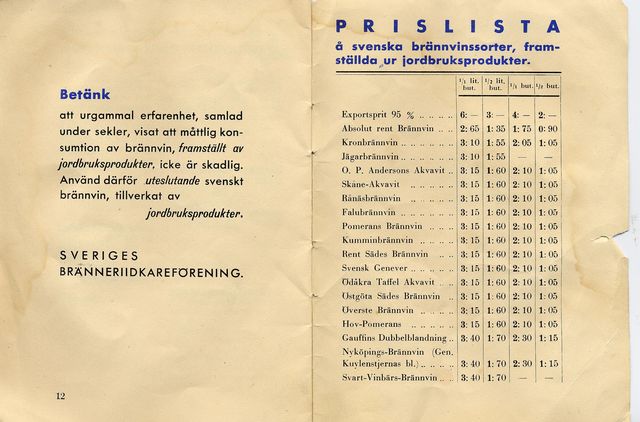 Betänk
att urgammal erfarenhet, samlad
under sekler, visat att måttlig kon-
sumtion av brännvin, framställt av
jordbruksprodukter, icke är skadlig.
Använd därför uteslutande svenskt
brännvin, tillverkat av
jordbruksprodukter.
SVERIGES
BRÄNNERIIDKAREFÖRENING.
12
PRISLISTA
å svenska brännvinssorter, fram-
ställda ur jordbruksprodukter.
1/1 lit. but. 1/2 lit. but. 1/1 but. 1/2 but.
Exportsprit 95 % ..... 6: — 3: — 4: — 2: —
Absolut rent Brännvin ... 2: 65 1: 35 1: 75 0: 90
Kronbrännvin ...... 3: 10 1: 55 2: 05 1: 05
Jägarbrännvin ...... 3: 10 1: 55 — —
O. P. Andersons Akvavit .. 3: 15 1: 60 2: 10 1: 05
Skåne-Akvavit ...... 3: 15 1: 60 2: 10 1: 05
Rånäsbrännvin ...... 3: 15 1: 60 2: 10 1: 05
Falubrännvin ...... 3: 15 1: 60 2: 10 1: 05
Pomerans Brännvin .... 3: 15 1: 60 2: 10 1: 05
Kumminbrännvin ..... 3: 15 1: 60 2: 10 1: 05
Rent Sädes Brännvin .... 3: 15 1: 60 2: 10 1: 05
Svensk Genever ..... 3: 15 1: 60 2: 10 1: 05
Ödåkra Taffel Akvavit ... 3: 15 1: 60 2: 10 1: 05
Östgöta Sädes Brännvin .. 3: 15 1: 60 2: 10 1: 05
Överste Brännvin ..... 3: 15 1: 60 2: 10 1: 05
Hov-Pomerans ...... 3: 15 1: 60 2: 10 1: 05
Gauffins Dubbelblandning .. 3: 40 1: 70 2: 30 1: 15
Nyköpings-Brännvin (Gen.
Kuylenstjernas bl.) ..... 3: 40 1: 70 2: 30 1: 15
Svart-Vinbärs-Brännvin .. 3: 40 1: 70 — —